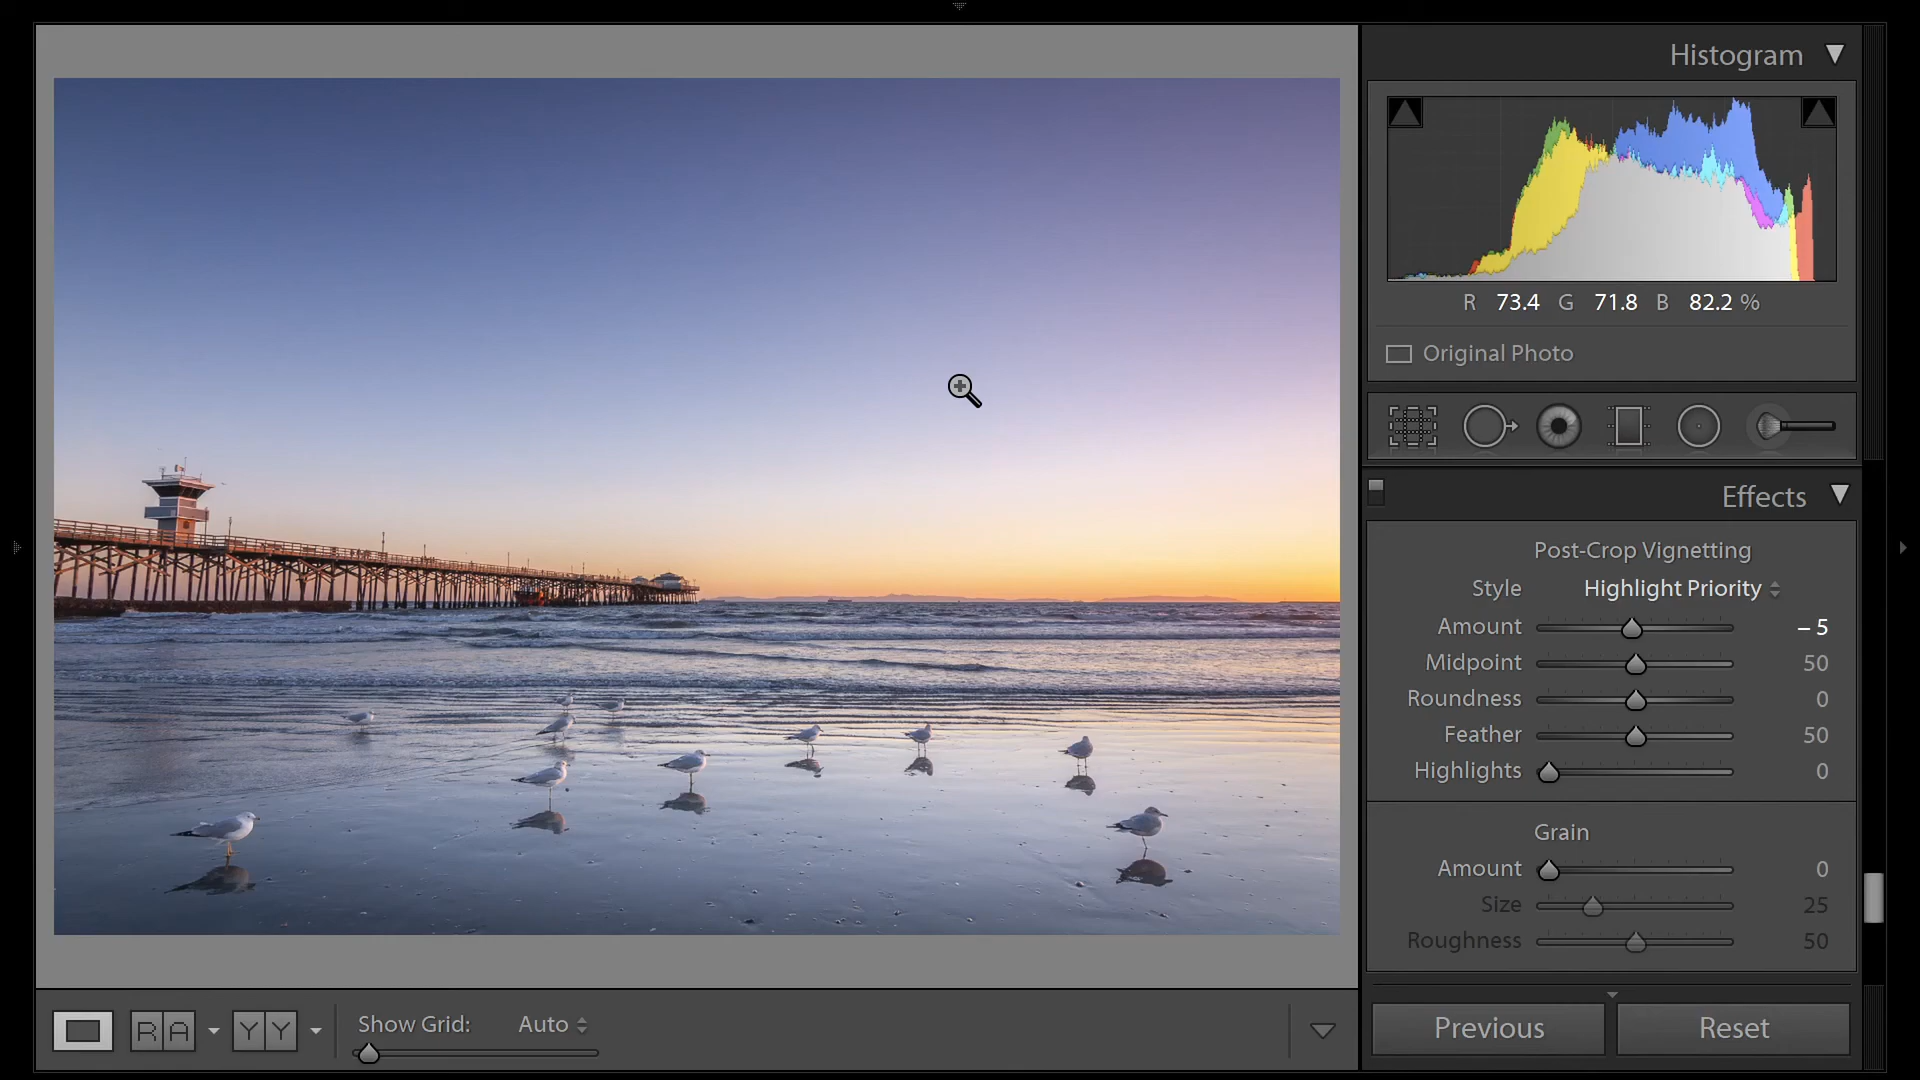 Histogram
R 73.4 G 71.8 B 82.2 %
Original Photo
Effects
Post-Crop Vignetting
Style Highlight Priority
Amount – 5
Midpoint 50
Roundness 0
Feather 50
Highlights 0
Grain
Amount 0
Size 25
Roughness 50
R A Y Y Show Grid: Auto
Previous Reset